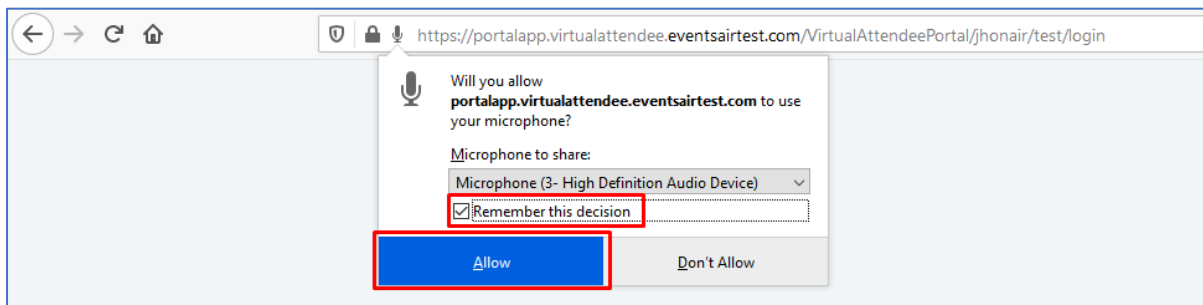 https://portalapp.virtualattendee.eventsairtest.com/VirtualAttendeePortal/jhonair/test/login
Will you allow
portalapp.virtualattendee.eventsairtest.com to use
your microphone?
Microphone to share:
Microphone (3- High Definition Audio Device)
Remember this decision
Allow
Don't Allow